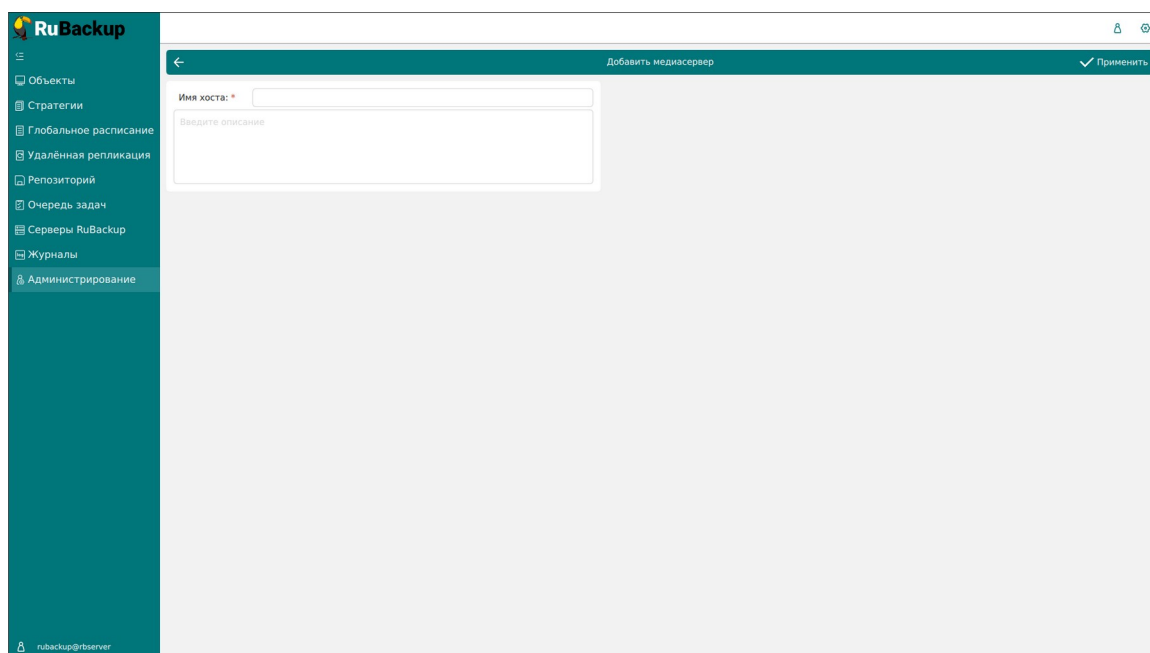 RuBackup
Добавить медиасервер
Применить
Объекты
Стратегии
Глобальное расписание
Удалённая репликация
Репозиторий
Очередь задач
Серверы RuBackup
Журналы
Администрирование
Имя хоста: *
Введите описание
rubackup@rbserver